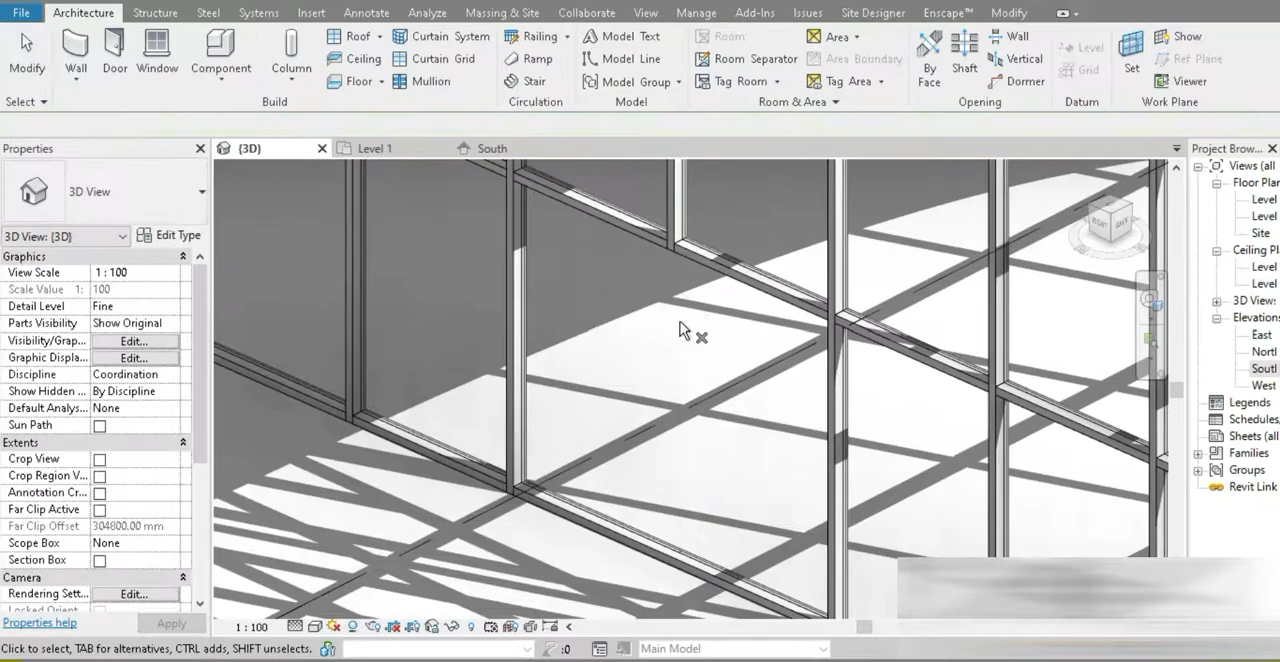 File Architecture Structure Steel Systems Insert Annotate Analyze Massing & Site Collaborate View Manage Add-Ins Issues Site Designer Enscape™ Modify
Roof Curtain System Railing Model Text Room Area Wall Level Show
Modify Wall Door Window Component Column Ceiling Curtain Grid Ramp Model Line Room Separator Area Boundary By Face Shaft Vertical Grid Set Ref Plane
Floor Mullion Stair Model Group Tag Room Tag Area Dormer Viewer
Select Build Circulation Model Room & Area Opening Datum Work Plane
Properties {3D} Level 1 South Project Brow...
3D View
3D View: {3D} Edit Type
Graphics
View Scale 1 : 100
Scale Value 1: 100
Detail Level Fine
Parts Visibility Show Original
Visibility/Grap... Edit...
Graphic Displa... Edit...
Discipline Coordination
Show Hidden ... By Discipline
Default Analys... None
Sun Path
Extents
Crop View
Crop Region V...
Annotation Cr...
Far Clip Active
Far Clip Offset 304800.00 mm
Scope Box None
Section Box
Camera
Rendering Sett... Edit...
Locked Orient
Properties help Apply
RIGHT BACK
Views (all
Floor Plan
Level
Level
Site
Ceiling Pl
Level
Level
3D View:
Elevations
East
Nortl
Soutl
West
Legends
Schedules,
Sheets (all
Families
Groups
Revit Link
1 : 100
Click to select, TAB for alternatives, CTRL adds, SHIFT unselects. :0 Main Model